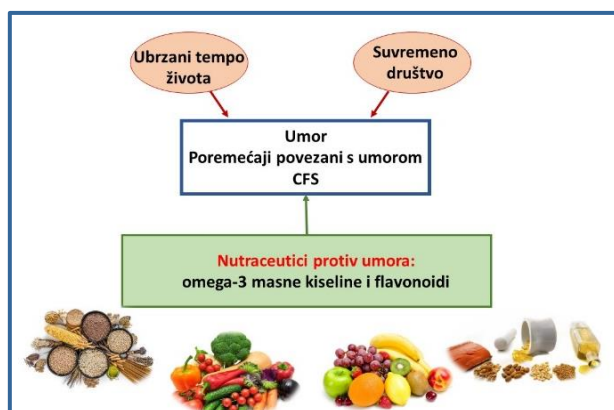 Ubrzani tempo
života
Suvremeno
društvo
Umor
Poremećaji povezani s umorom
CFS
Nutraceutici protiv umora:
omega-3 masne kiseline i flavonoidi